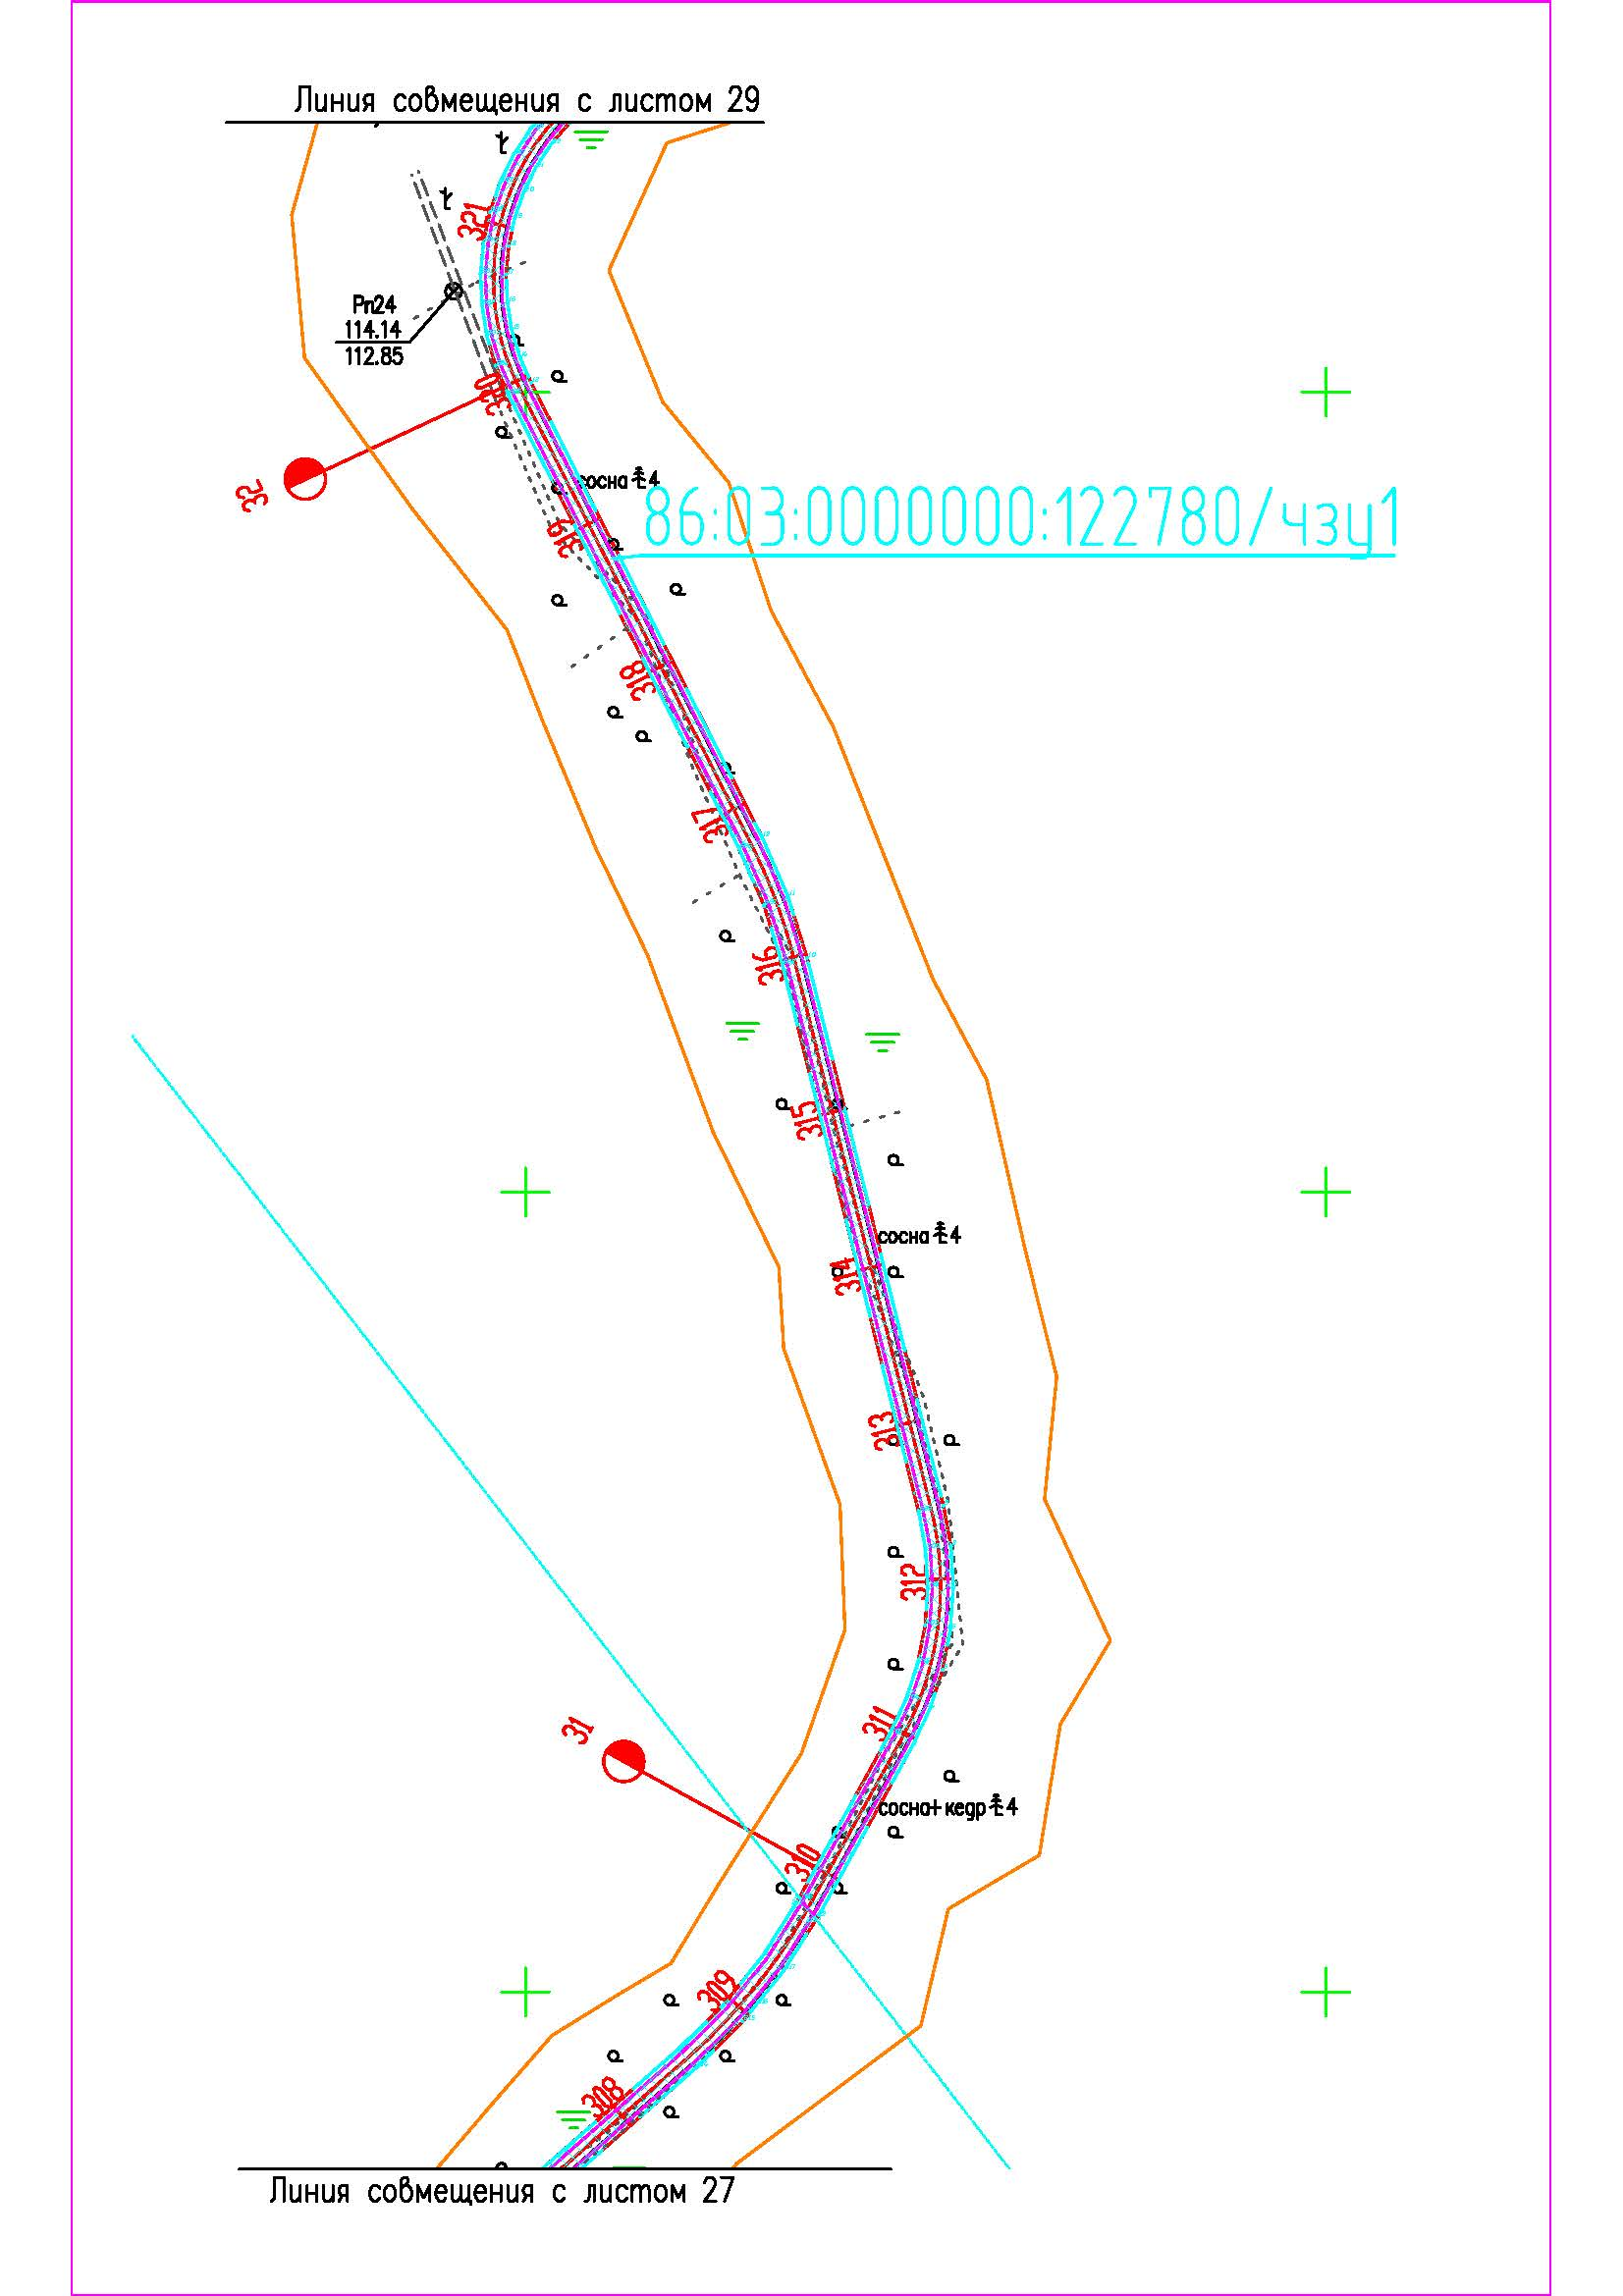 Линия совмещения с листом 29
321
Рп24
114.14
112.85
320
32
сосна 4
86:03:0000000:122780/чзу1
319
318
317
316
315
сосна 4
314
313
312
311
31
сосна+кедр 4
310
309
308
Линия совмещения с листом 27